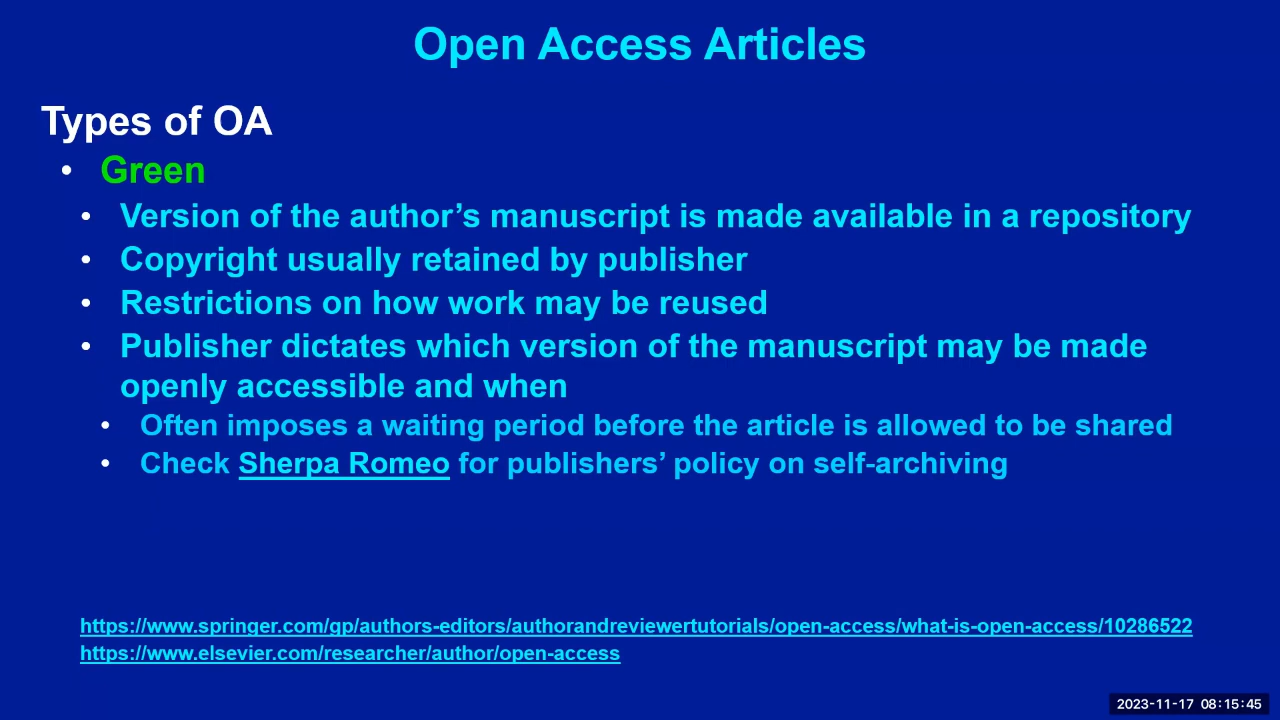 Open Access Articles
Types of OA
• Green
• Version of the author’s manuscript is made available in a repository
• Copyright usually retained by publisher
• Restrictions on how work may be reused
• Publisher dictates which version of the manuscript may be made
openly accessible and when
• Often imposes a waiting period before the article is allowed to be shared
• Check Sherpa Romeo for publishers’ policy on self-archiving
https://www.springer.com/gp/authors-editors/authorandreviewertutorials/open-access/what-is-open-access/10286522
https://www.elsevier.com/researcher/author/open-access
2023-11-17 08:15:45